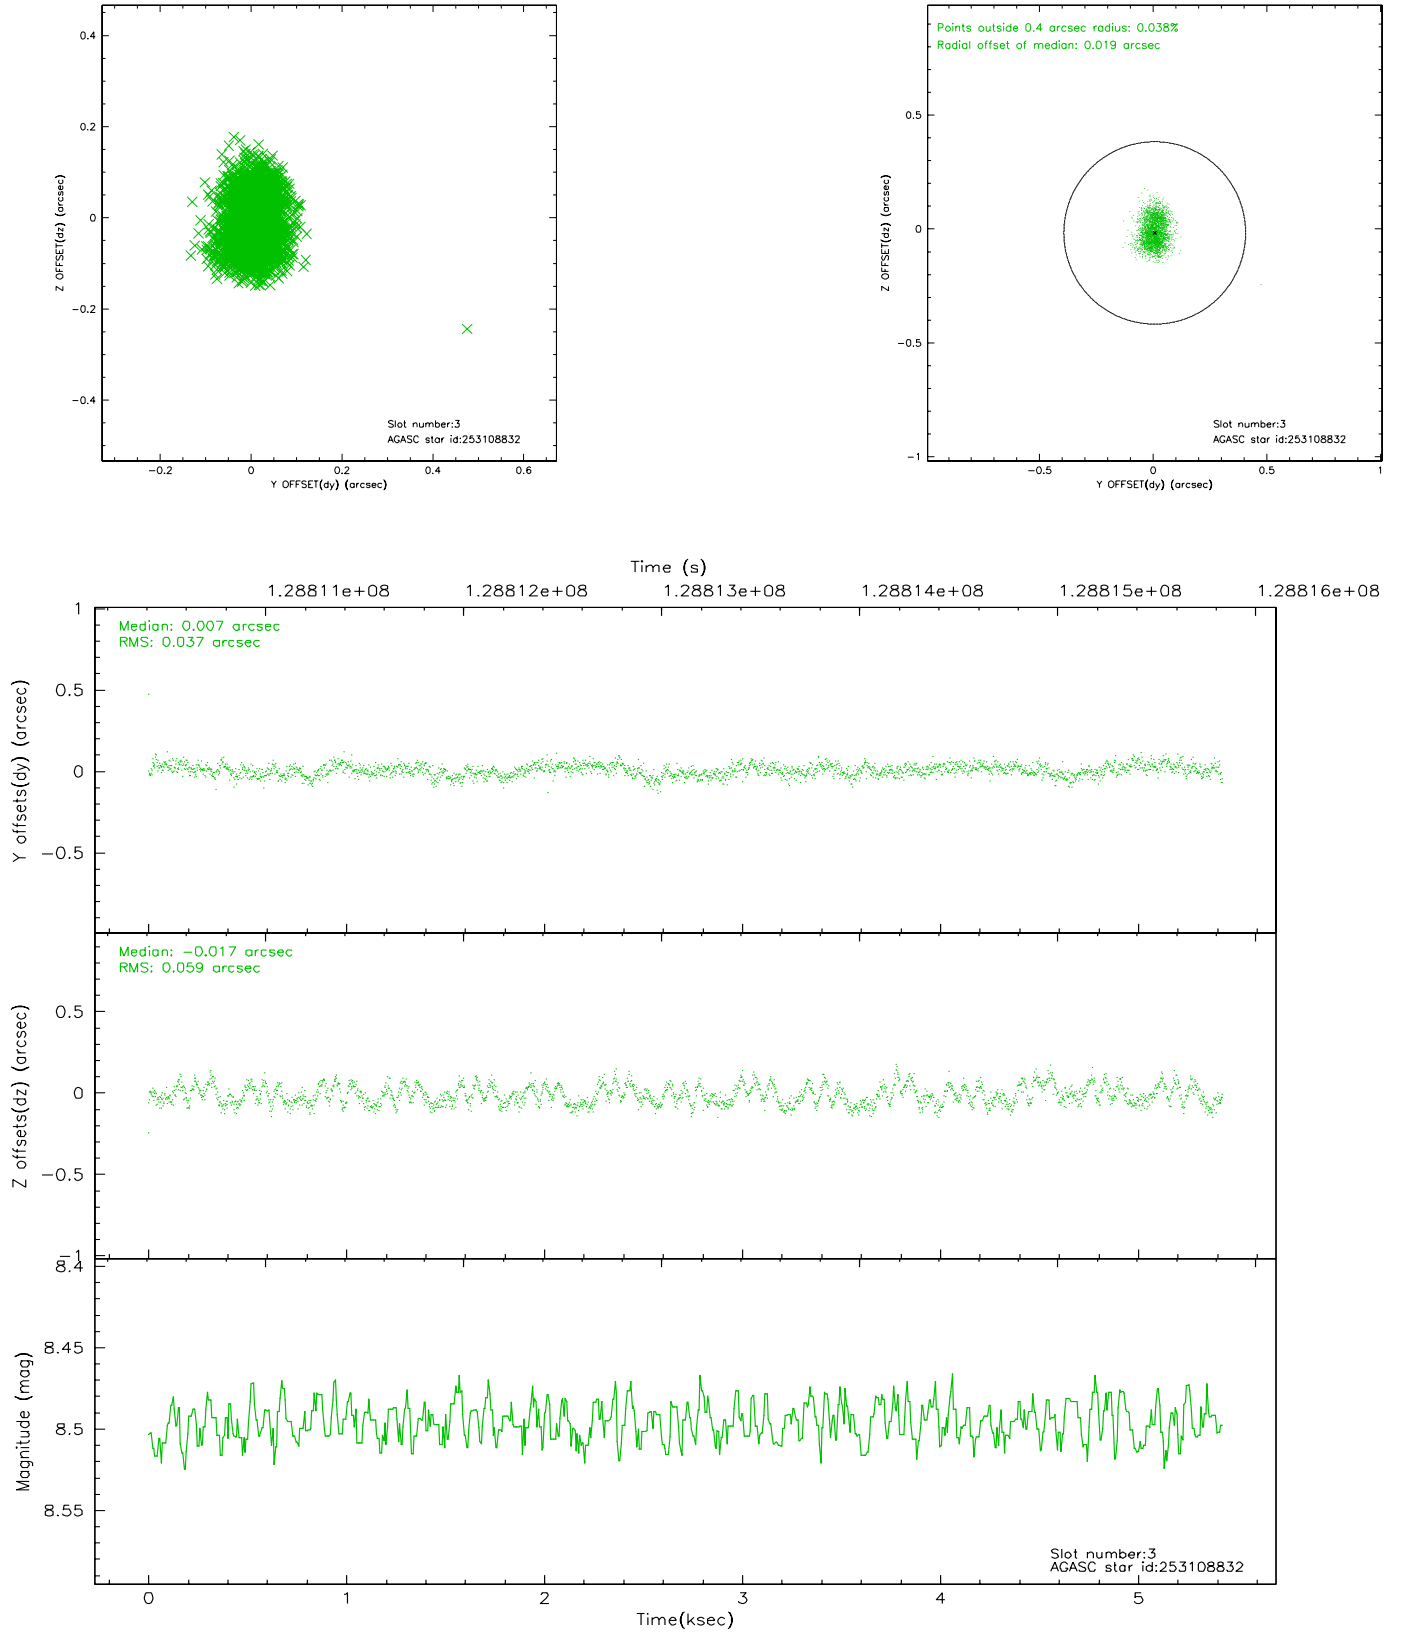 0.4
0.2
0
−0.2
−0.4
Z OFFSET(dz) (arcsec)
Slot number:3
AGASC star id:253108832
−0.2 0 0.2 0.4 0.6
Y OFFSET(dy) (arcsec)
Points outside 0.4 arcsec radius: 0.038%
Radial offset of median: 0.019 arcsec
0.5
0
−0.5
−1
Z OFFSET(dz) (arcsec)
Slot number:3
AGASC star id:253108832
−0.5 0 0.5 1
Y OFFSET(dy) (arcsec)
Time (s)
1.28811e+08 1.28812e+08 1.28813e+08 1.28814e+08 1.28815e+08 1.28816e+08
Median: 0.007 arcsec
RMS: 0.037 arcsec
1
0.5
0
−0.5
Y offsets(dy) (arcsec)
Median: −0.017 arcsec
RMS: 0.059 arcsec
0.5
0
−0.5
−1
Z offsets(dz) (arcsec)
8.4
8.45
8.5
8.55
Magnitude (mag)
Slot number:3
AGASC star id:253108832
0 1 2 3 4 5
Time(ksec)